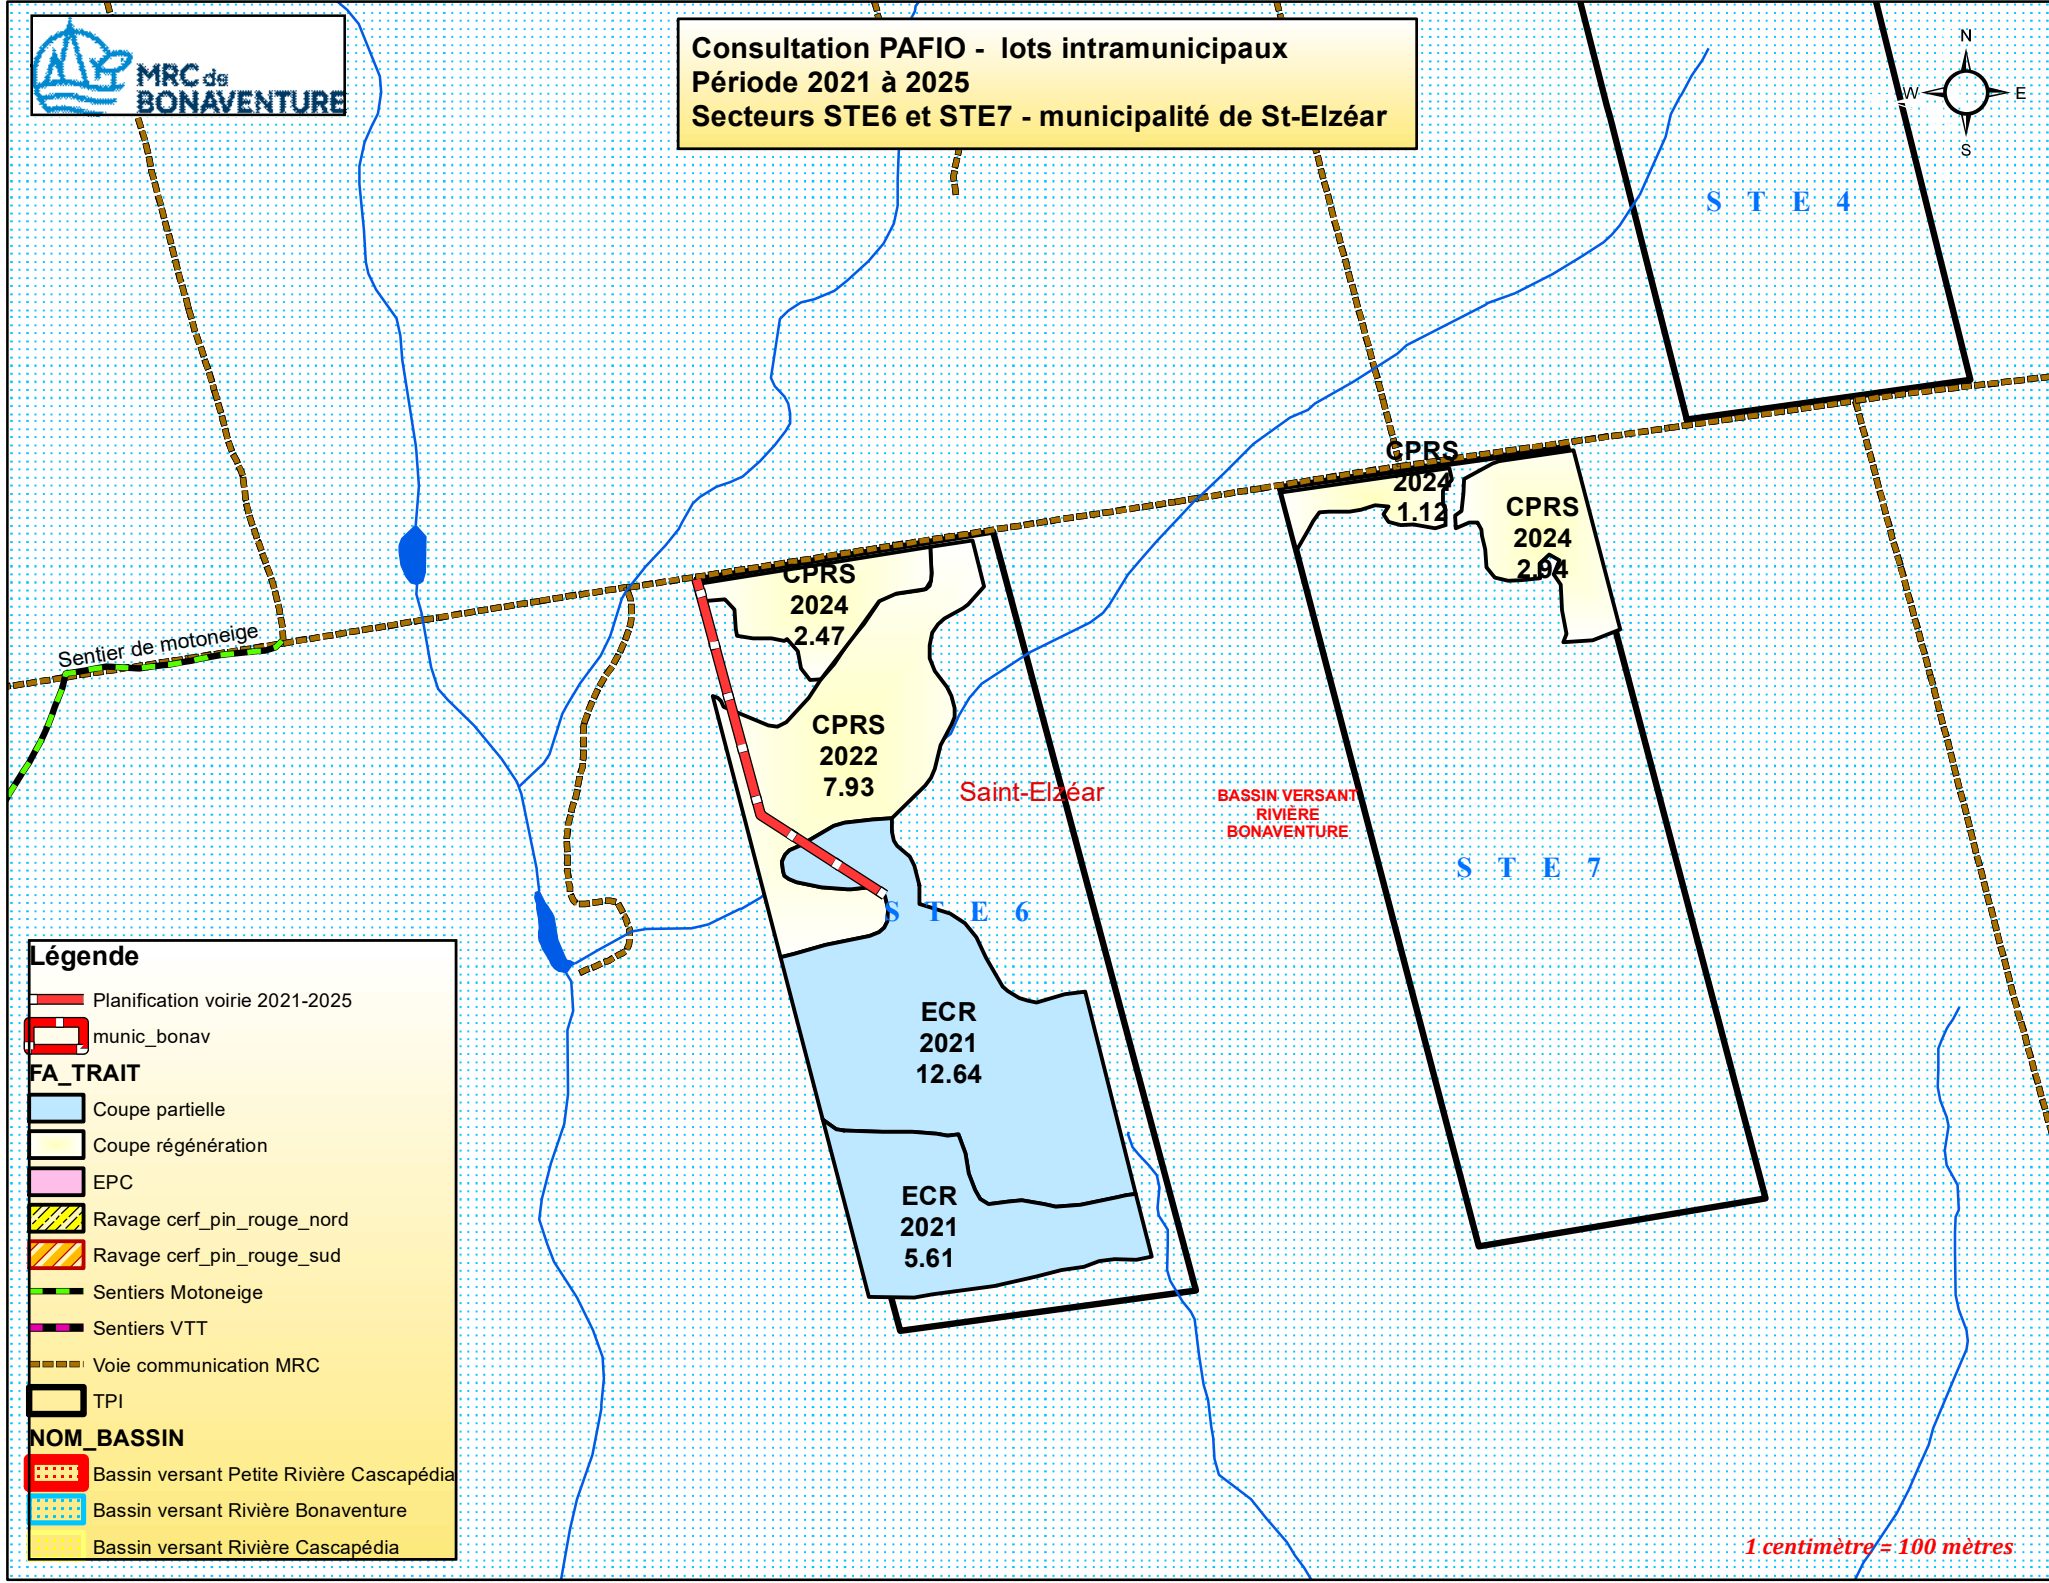 MRC de
BONAVENTURE
Consultation PAFIO - lots intramunicipaux
Période 2021 à 2025
Secteurs STE6 et STE7 - municipalité de St-Elzéar
N
W
E
S
S T E 4
CPRS
2024
1.12
CPRS
2024
2.94
CPRS
2024
2.47
Sentier de motoneige
CPRS
2022
7.93
Saint-Elzéar
BASSIN VERSANT
RIVIÈRE
BONAVENTURE
S T E 7
S T E 6
ECR
2021
12.64
ECR
2021
5.61
Légende
Planification voirie 2021-2025
munic_bonav
FA_TRAIT
Coupe partielle
Coupe régénération
EPC
Ravage cerf_pin_rouge_nord
Ravage cerf_pin_rouge_sud
Sentiers Motoneige
Sentiers VTT
Voie communication MRC
TPI
NOM_BASSIN
Bassin versant Petite Rivière Cascapédia
Bassin versant Rivière Bonaventure
Bassin versant Rivière Cascapédia
1 centimètre = 100 mètres